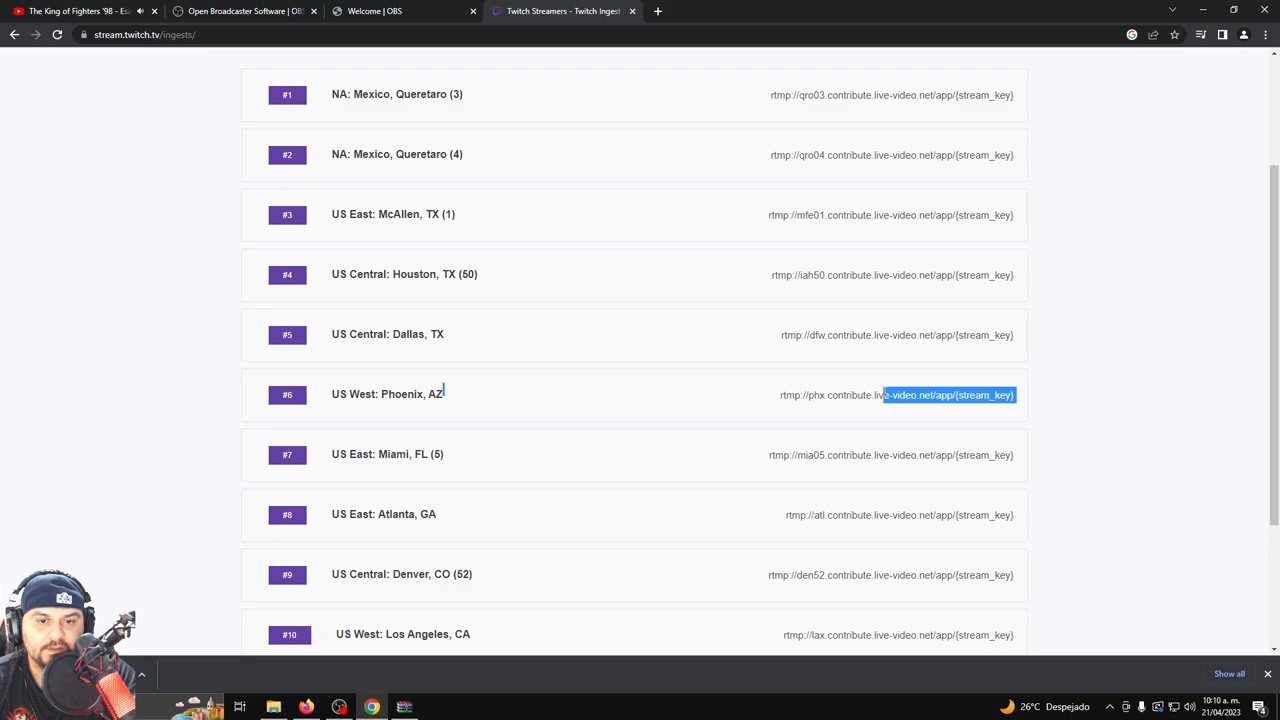 The King of Fighters '98 - Es
Open Broadcaster Software | OBS
Welcome | OBS
Twitch Streamers - Twitch Ingest
stream.twitch.tv/ingests/
#1 NA: Mexico, Queretaro (3) rtmp://qro03.contribute.live-video.net/app/{stream_key}
#2 NA: Mexico, Queretaro (4) rtmp://qro04.contribute.live-video.net/app/{stream_key}
#3 US East: McAllen, TX (1) rtmp://mfe01.contribute.live-video.net/app/{stream_key}
#4 US Central: Houston, TX (50) rtmp://iah50.contribute.live-video.net/app/{stream_key}
#5 US Central: Dallas, TX rtmp://dfw.contribute.live-video.net/app/{stream_key}
#6 US West: Phoenix, AZ rtmp://phx.contribute.live-video.net/app/{stream_key}
#7 US East: Miami, FL (5) rtmp://mia05.contribute.live-video.net/app/{stream_key}
#8 US East: Atlanta, GA rtmp://atl.contribute.live-video.net/app/{stream_key}
#9 US Central: Denver, CO (52) rtmp://den52.contribute.live-video.net/app/{stream_key}
#10 US West: Los Angeles, CA rtmp://lax.contribute.live-video.net/app/{stream_key}
Show all
26°C Despejado
10:10 a. m.
21/04/2023
4